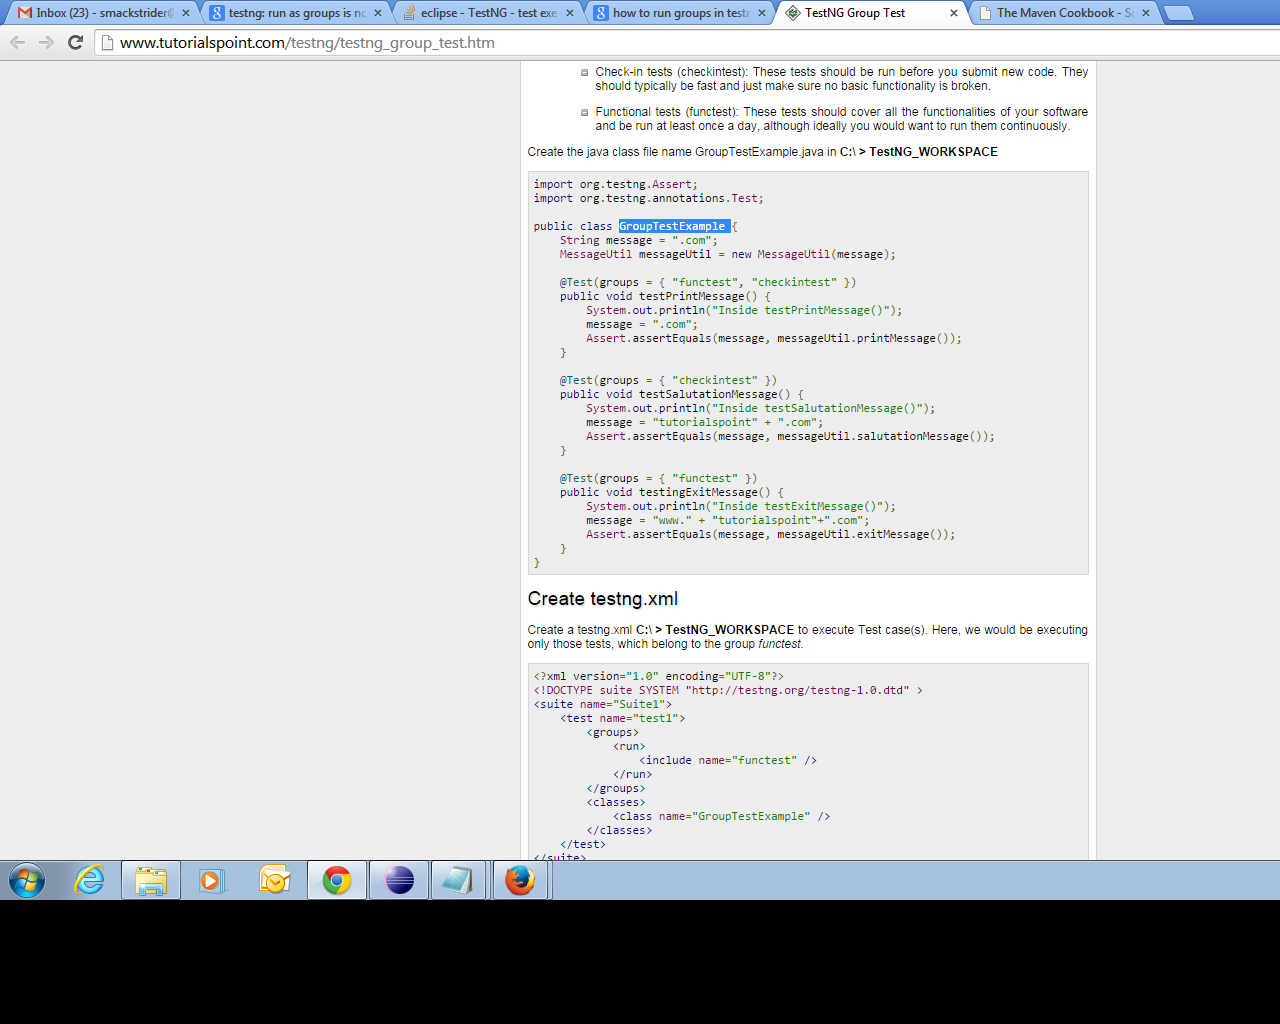 Inbox (23) - smackstrider@
testng: run as groups is no
eclipse - TestNG - test exe
how to run groups in testn
TestNG Group Test
The Maven Cookbook - So
www.tutorialspoint.com/testng/testng_group_test.htm
Check-in tests (checkintest): These tests should be run before you submit new code. They
should typically be fast and just make sure no basic functionality is broken.
Functional tests (functest): These tests should cover all the functionalities of your software
and be run at least once a day, although ideally you would want to run them continuously.
Create the java class file name GroupTestExample.java in C:\ > TestNG_WORKSPACE
import org.testng.Assert;
import org.testng.annotations.Test;
public class GroupTestExample {
String message = ".com";
MessageUtil messageUtil = new MessageUtil(message);
@Test(groups = { "functest", "checkintest" })
public void testPrintMessage() {
System.out.println("Inside testPrintMessage()");
message = ".com";
Assert.assertEquals(message, messageUtil.printMessage());
}
@Test(groups = { "checkintest" })
public void testSalutationMessage() {
System.out.println("Inside testSalutationMessage()");
message = "tutorialspoint" + ".com";
Assert.assertEquals(message, messageUtil.salutationMessage());
}
@Test(groups = { "functest" })
public void testingExitMessage() {
System.out.println("Inside testExitMessage()");
message = "www." + "tutorialspoint"+".com";
Assert.assertEquals(message, messageUtil.exitMessage());
}
}
Create testng.xml
Create a testng.xml C:\ > TestNG_WORKSPACE to execute Test case(s). Here, we would be executing
only those tests, which belong to the group functest.
<?xml version="1.0" encoding="UTF-8"?>
<!DOCTYPE suite SYSTEM "http://testng.org/testng-1.0.dtd" >
<suite name="Suite1">
<test name="test1">
<groups>
<run>
<include name="functest" />
</run>
</groups>
<classes>
<class name="GroupTestExample" />
</classes>
</test>
</suite>